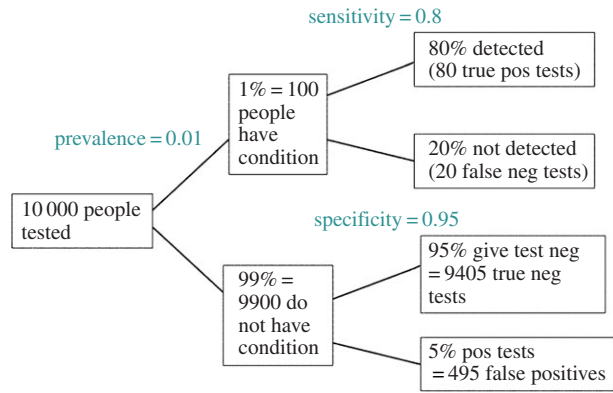 sensitivity = 0.8
80% detected
(80 true pos tests)
1% = 100
people
have
condition
prevalence = 0.01
20% not detected
(20 false neg tests)
10 000 people
tested
specificity = 0.95
95% give test neg
= 9405 true neg
tests
99% =
9900 do
not have
condition
5% pos tests
= 495 false positives